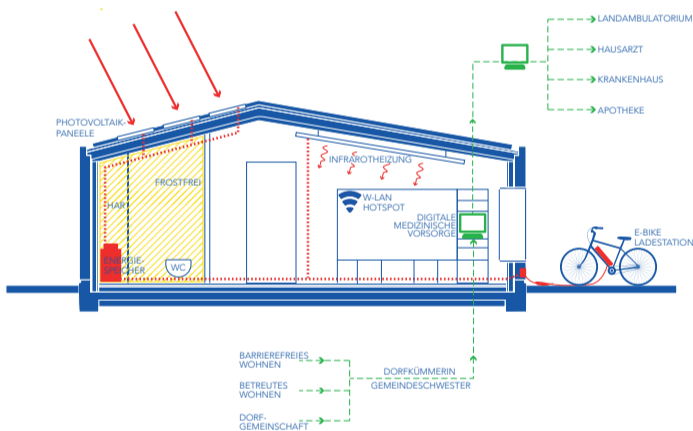 LANDAMBULATORIUM
HAUSARZT
KRANKENHAUS
APOTHEKE
PHOTOVOLTAIK-
PANEELE
INFRAROTHEIZUNG
FROSTFREI
HAR
W-LAN
HOTSPOT
DIGITALE
MEDIZINISCHE
VORSORGE
E-BIKE
LADESTATION
ENERGIE-
SPEICHER
WC
BARRIEREFREIES
WOHNEN
DORFKÜMMERIN
GEMEINDESCHWESTER
BETREUTES
WOHNEN
DORF-
GEMEINSCHAFT